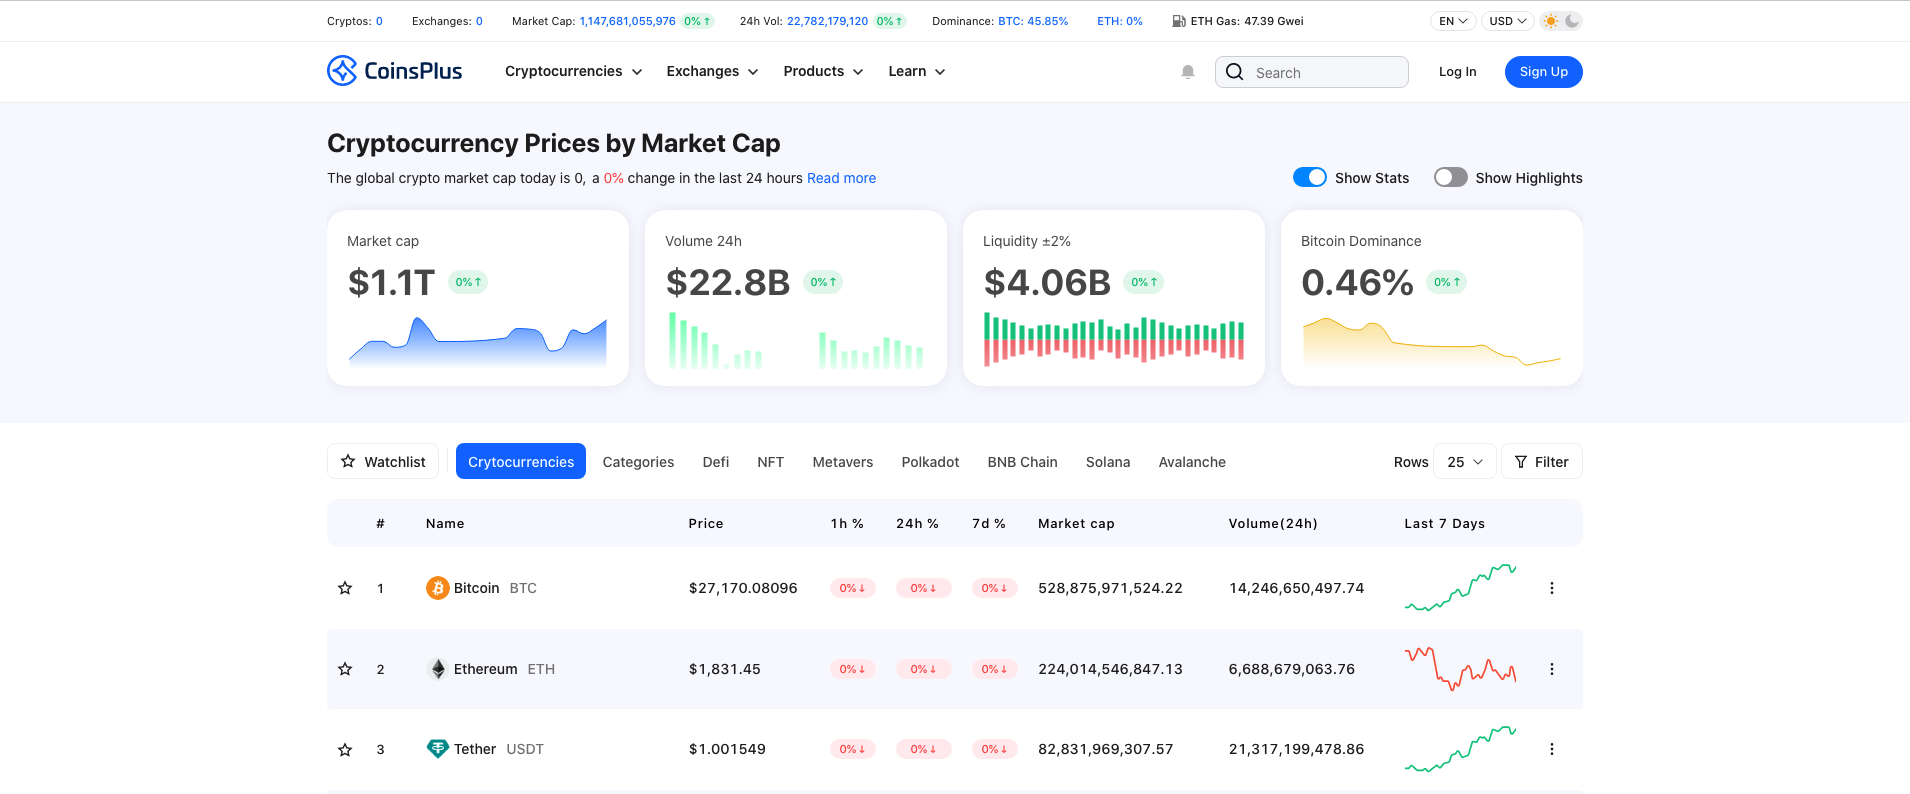 Cryptos: 0 Exchanges: 0 Market Cap: 1,147,681,055,976 0% ↑ 24h Vol: 22,782,179,120 0% ↑ Dominance: BTC: 45.85% ETH: 0% ETH Gas: 47.39 Gwei EN USD
CoinsPlus Cryptocurrencies Exchanges Products Learn Search Log In Sign Up
Cryptocurrency Prices by Market Cap
The global crypto market cap today is 0, a 0% change in the last 24 hours Read more Show Stats Show Highlights
Market cap Volume 24h Liquidity ±2% Bitcoin Dominance
$1.1T 0% ↑ $22.8B 0% ↑ $4.06B 0% ↑ 0.46% 0% ↑
Watchlist Crytocurrencies Categories Defi NFT Metavers Polkadot BNB Chain Solana Avalanche Rows 25 Filter
# Name Price 1h % 24h % 7d % Market cap Volume(24h) Last 7 Days
1 Bitcoin BTC $27,170.08096 0% ↓ 0% ↓ 0% ↓ 528,875,971,524.22 14,246,650,497.74
2 Ethereum ETH $1,831.45 0% ↓ 0% ↓ 0% ↓ 224,014,546,847.13 6,688,679,063.76
3 Tether USDT $1.001549 0% ↓ 0% ↓ 0% ↓ 82,831,969,307.57 21,317,199,478.86